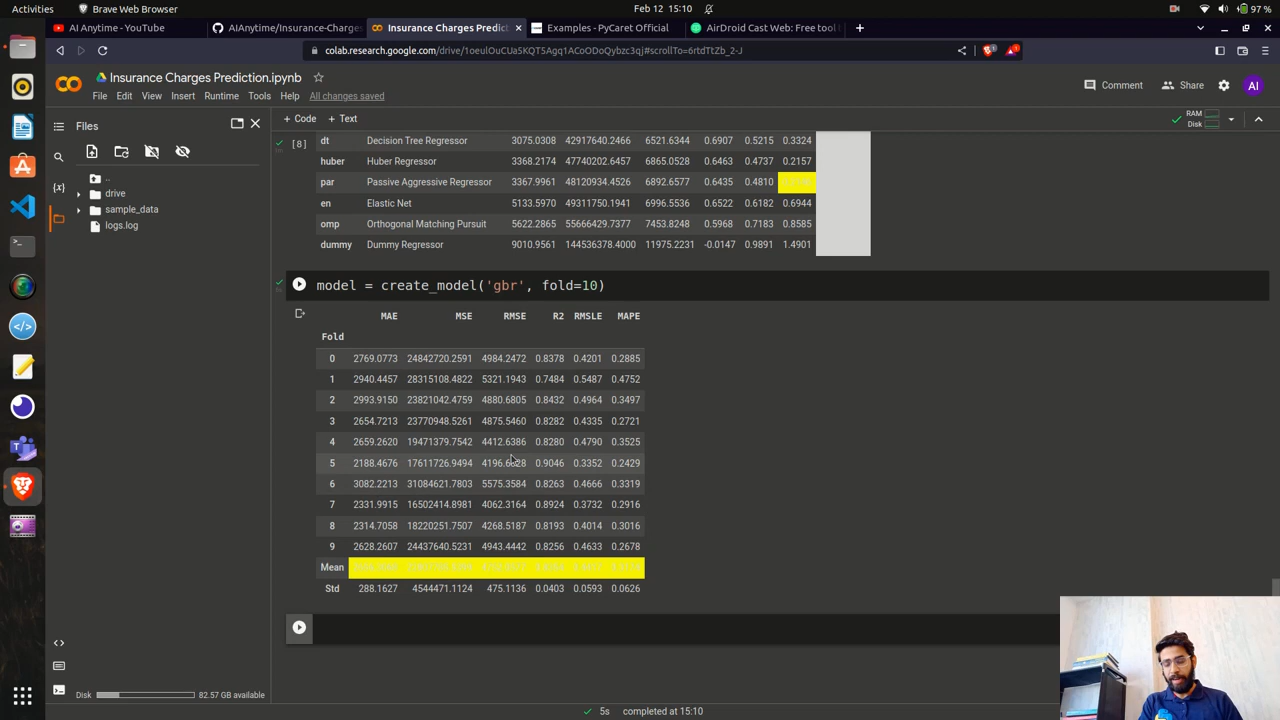 Activities
Brave Web Browser
Feb 12 15:10
97 %
AI Anytime - YouTube
AIAnytime/Insurance-Charges
Insurance Charges Predict
Examples - PyCaret Official
AirDroid Cast Web: Free tool
colab.research.google.com/drive/1oeulOuCUa5KQT5Agq1ACoODoQybzc3qj#scrollTo=6rtdTtZb_2-J
Insurance Charges Prediction.ipynb
File Edit View Insert Runtime Tools Help All changes saved
Comment Share AI
Files
+ Code + Text
RAM
Disk
..
drive
sample_data
logs.log
[8]
dt Decision Tree Regressor 3075.0308 42917640.2466 6521.6344 0.6907 0.5215 0.3324
huber Huber Regressor 3368.2174 47740202.6457 6865.0528 0.6463 0.4737 0.2157
par Passive Aggressive Regressor 3367.9961 48120934.4526 6892.6577 0.6435 0.4810
en Elastic Net 5133.5970 49311750.1941 6996.5536 0.6522 0.6182 0.6944
omp Orthogonal Matching Pursuit 5622.2865 55666429.7377 7453.8248 0.5968 0.7183 0.8585
dummy Dummy Regressor 9010.9561 144536378.4000 11975.2231 -0.0147 0.9891 1.4901
model = create_model('gbr', fold=10)
MAE MSE RMSE R2 RMSLE MAPE
Fold
0 2769.0773 24842720.2591 4984.2472 0.8378 0.4201 0.2885
1 2940.4457 28315108.4822 5321.1943 0.7484 0.5487 0.4752
2 2993.9150 23821042.4759 4880.6805 0.8432 0.4964 0.3497
3 2654.7213 23770948.5261 4875.5460 0.8282 0.4335 0.2721
4 2659.2620 19471379.7542 4412.6386 0.8280 0.4790 0.3525
5 2188.4676 17611726.9494 0.9046 0.3352 0.2429
6 3082.2213 31084621.7803 5575.3584 0.8263 0.4666 0.3319
7 2331.9915 16502414.8981 4062.3164 0.8924 0.3732 0.2916
8 2314.7058 18220251.7507 4268.5187 0.8193 0.4014 0.3016
9 2628.2607 24437640.5231 4943.4442 0.8256 0.4633 0.2678
Mean
Std 288.1627 4544471.1124 475.1136 0.0403 0.0593 0.0626
Disk 82.57 GB available
5s completed at 15:10